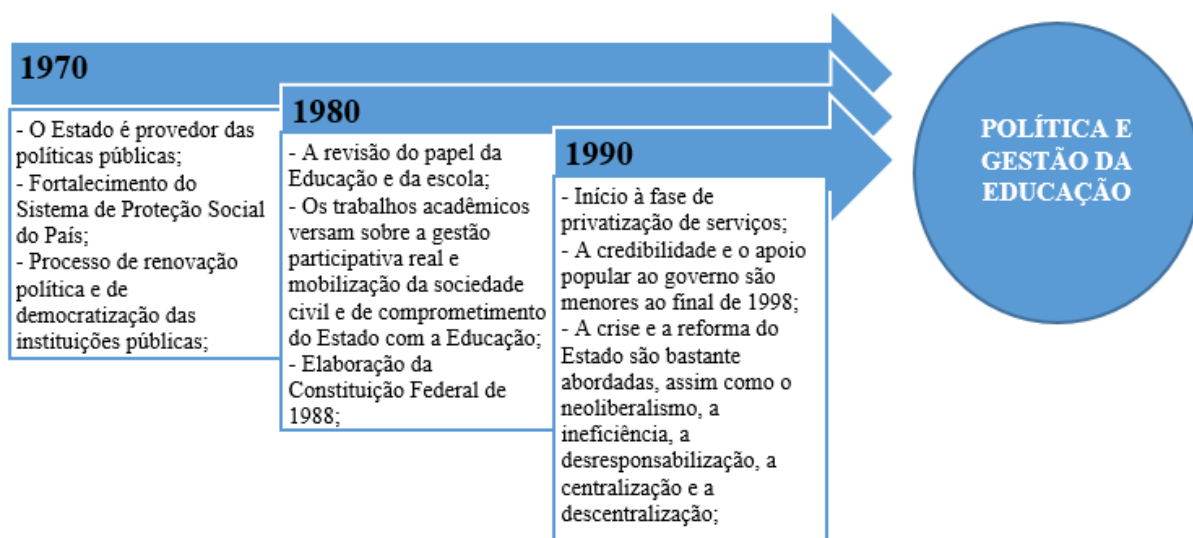 1970
- O Estado é provedor das
políticas públicas;
- Fortalecimento do
Sistema de Proteção Social
do País;
- Processo de renovação
política e de
democratização das
instituições públicas;
1980
- A revisão do papel da
Educação e da escola;
- Os trabalhos acadêmicos
versam sobre a gestão
participativa real e
mobilização da sociedade
civil e de comprometimento
do Estado com a Educação;
- Elaboração da
Constituição Federal de
1988;
1990
- Início à fase de
privatização de serviços;
- A credibilidade e o apoio
popular ao governo são
menores ao final de 1998;
- A crise e a reforma do
Estado são bastante
abordadas, assim como o
neoliberalismo, a
ineficiência, a
desresponsabilização, a
centralização e a
descentralização;
POLÍTICA E
GESTÃO DA
EDUCAÇÃO